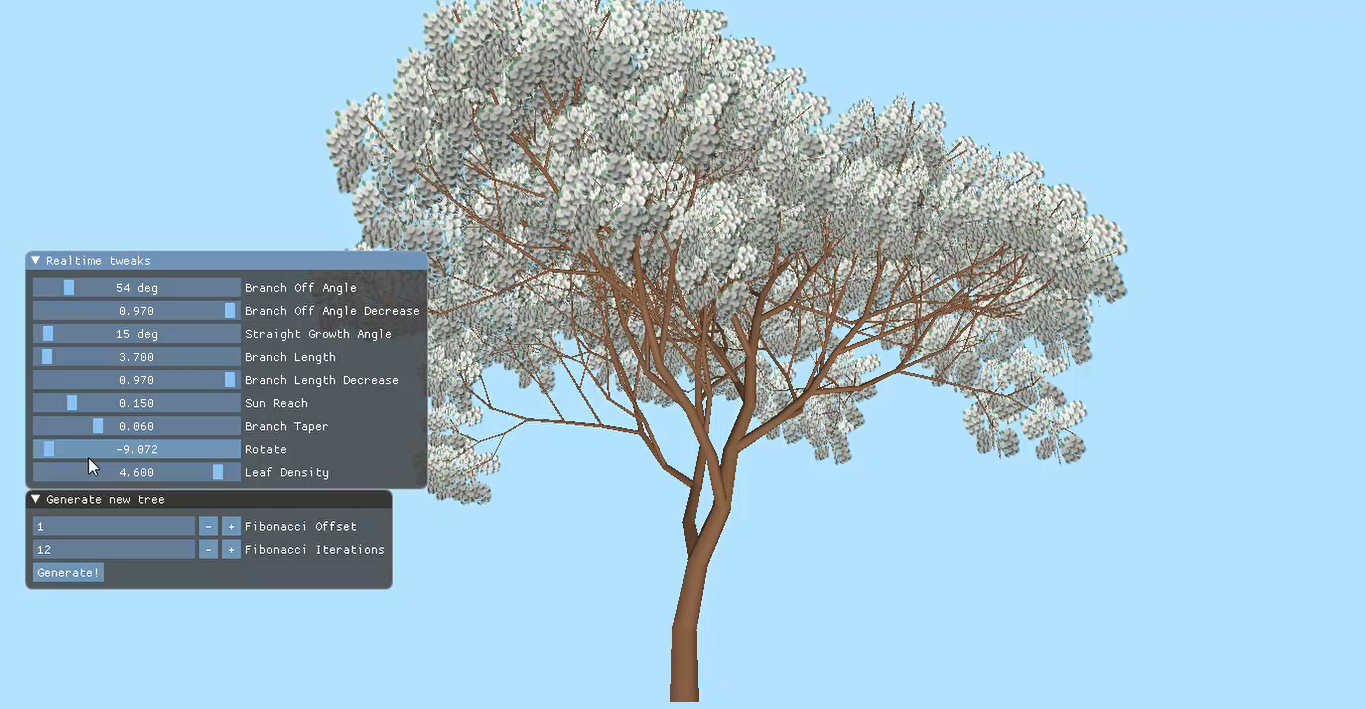 Realtime tweaks
54 deg Branch Off Angle
0.970 Branch Off Angle Decrease
15 deg Straight Growth Angle
3.700 Branch Length
0.970 Branch Length Decrease
0.150 Sun Reach
0.060 Branch Taper
-9.072 Rotate
4.600 Leaf Density
Generate new tree
1 - + Fibonacci Offset
12 - + Fibonacci Iterations
Generate!